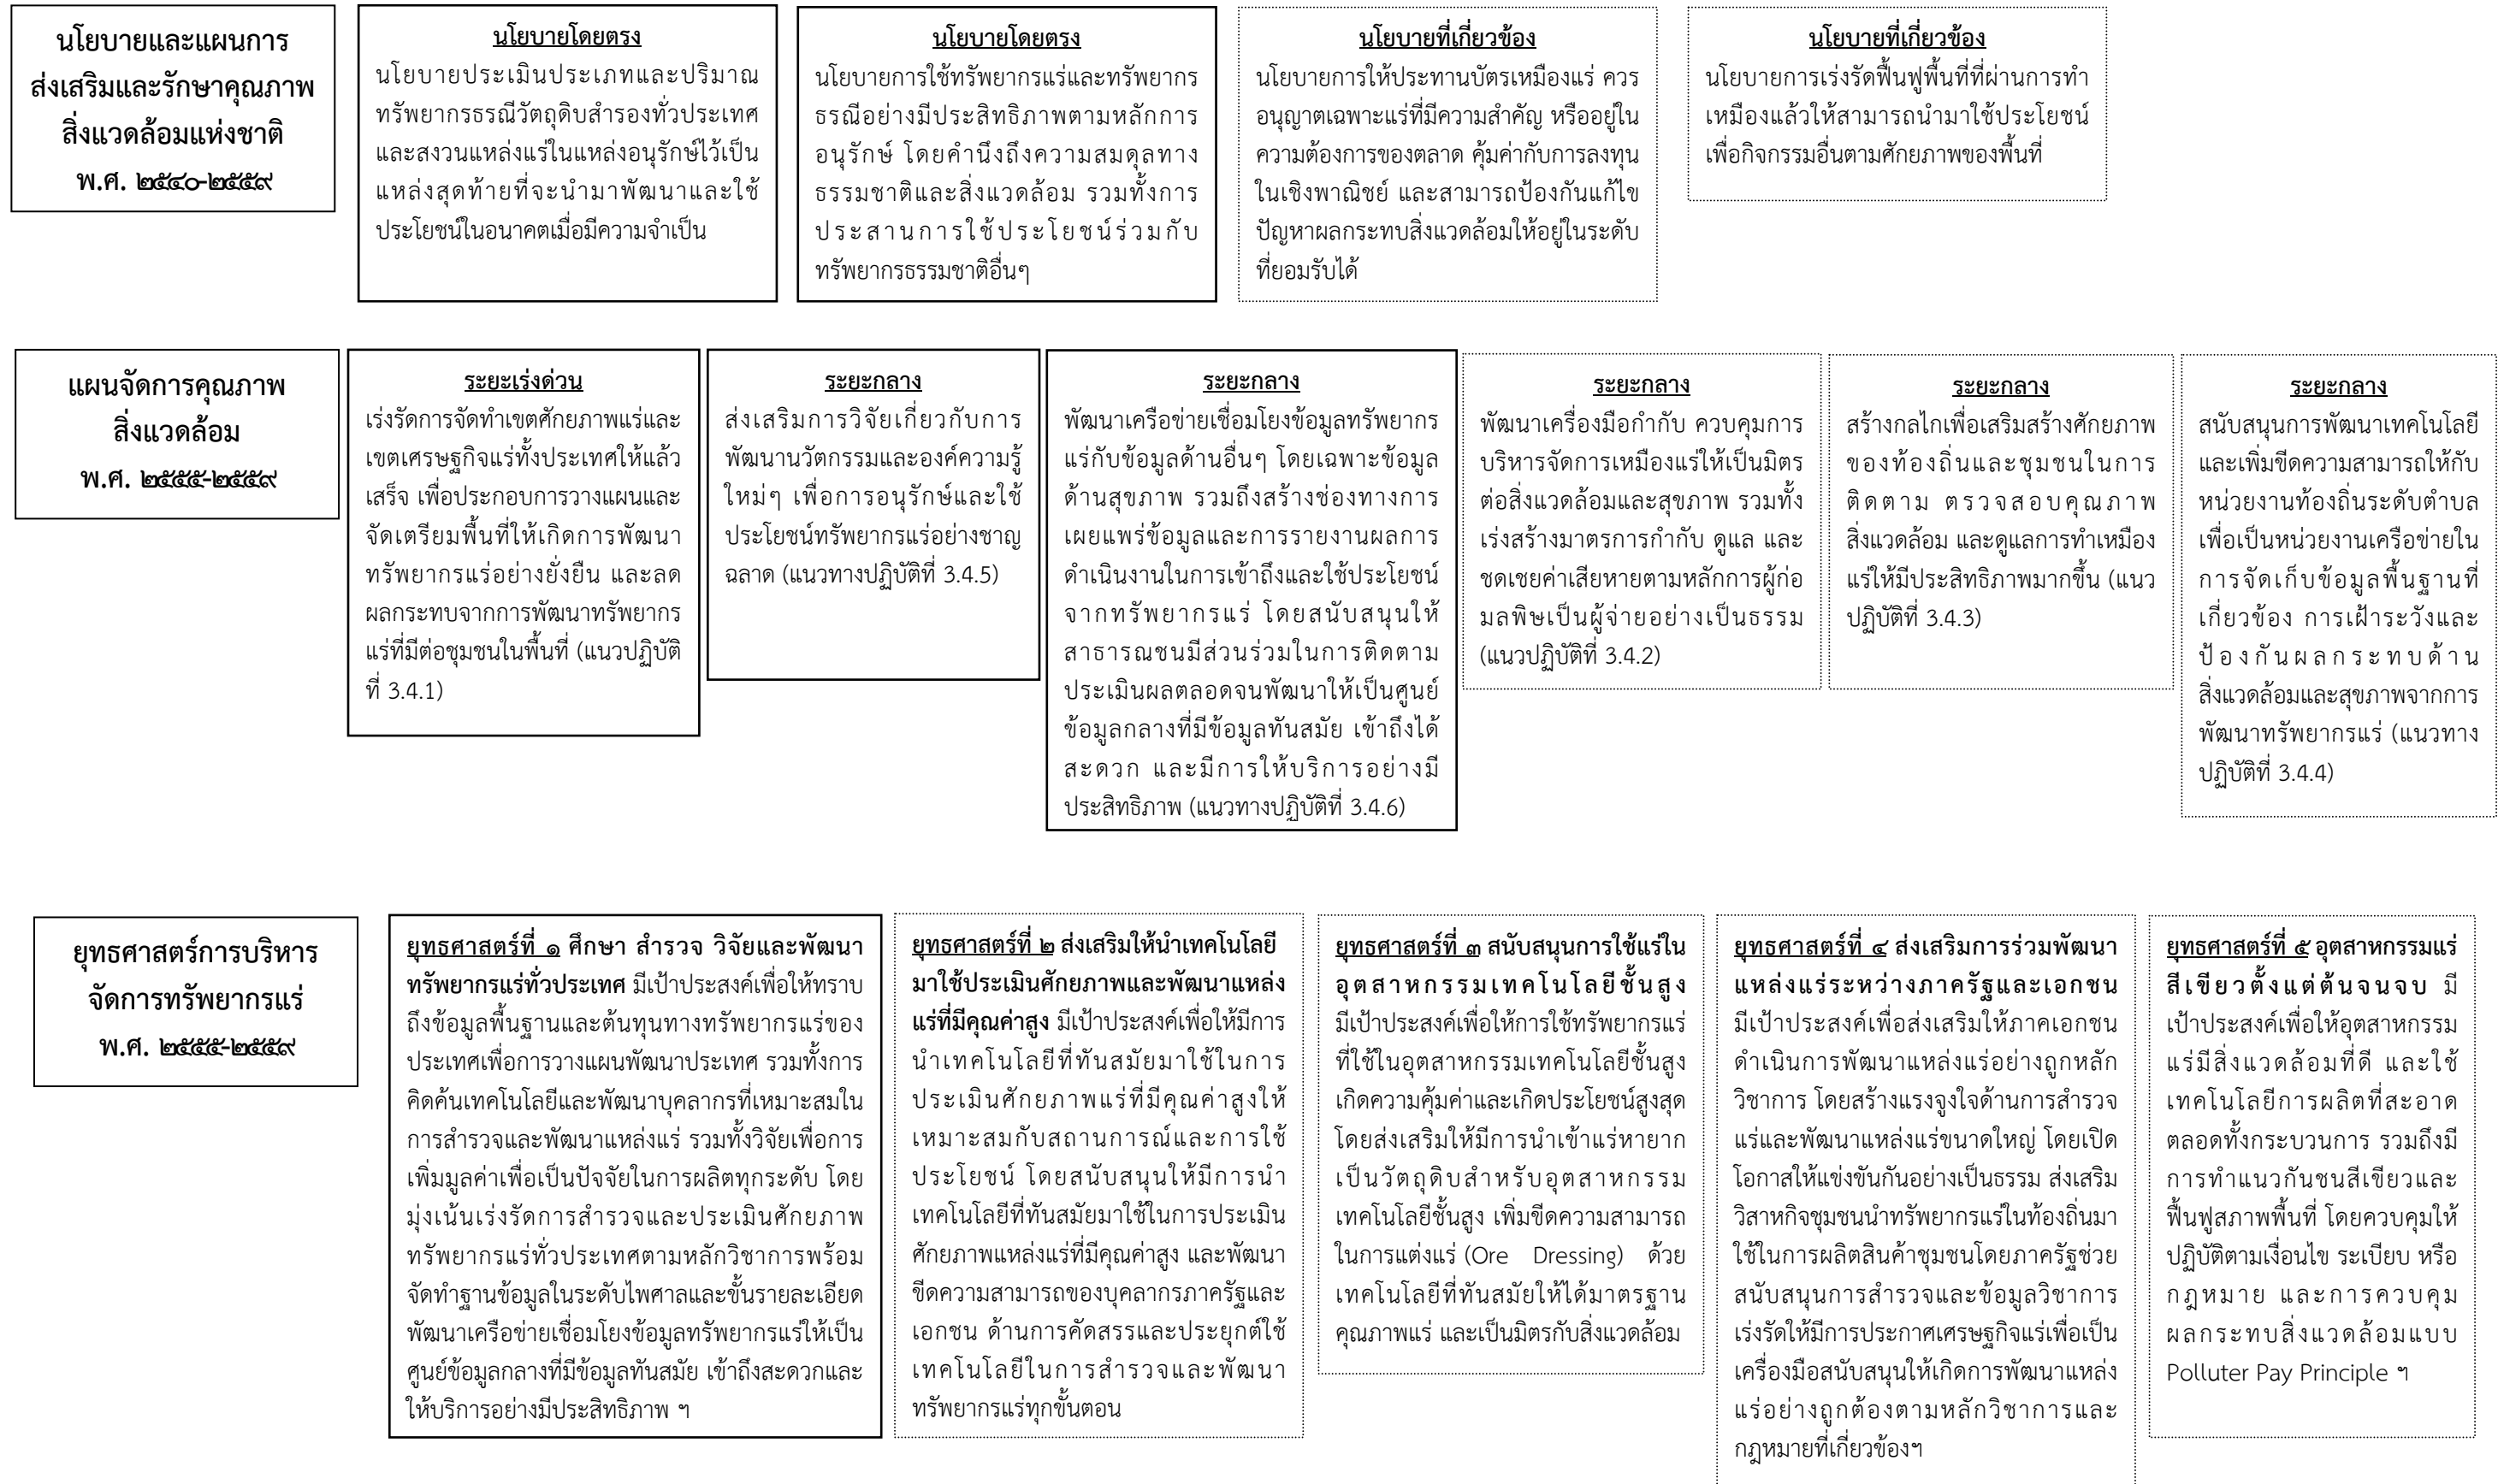 นโยบายและแผนการ
ส่งเสริมและรักษาคุณภาพ
สิ่งแวดล้อมแห่งชาติ
พ.ศ. ๒๕๔๐-๒๕๕๙
นโยบายโดยตรง
นโยบายประเมินประเภทและปริมาณ
ทรัพยากรธรณีวัตถุดิบสำรองทั่วประเทศ
และสงวนแหล่งแร่ในแหล่งอนุรักษ์ไว้เป็น
แหล่งสุดท้ายที่จะนำมาพัฒนาและใช้
ประโยชน์ในอนาคตเมื่อมีความจำเป็น
นโยบายโดยตรง
นโยบายการใช้ทรัพยากรแร่และทรัพยากร
ธรณีอย่างมีประสิทธิภาพตามหลักการ
อนุรักษ์ โดยคำนึงถึงความสมดุลทาง
ธรรมชาติและสิ่งแวดล้อม รวมทั้งการ
ประสานการใช้ประโยชน์ร่วมกับ
ทรัพยากรธรรมชาติอื่นๆ
นโยบายที่เกี่ยวข้อง
นโยบายการให้ประทานบัตรเหมืองแร่ ควร
อนุญาตเฉพาะแร่ที่มีความสำคัญ หรืออยู่ใน
ความต้องการของตลาด คุ้มค่ากับการลงทุน
ในเชิงพาณิชย์ และสามารถป้องกันแก้ไข
ปัญหาผลกระทบสิ่งแวดล้อมให้อยู่ในระดับ
ที่ยอมรับได้
นโยบายที่เกี่ยวข้อง
นโยบายการเร่งรัดฟื้นฟูพื้นที่ที่ผ่านการทำ
เหมืองแล้วให้สามารถนำมาใช้ประโยชน์
เพื่อกิจกรรมอื่นตามศักยภาพของพื้นที่
แผนจัดการคุณภาพ
สิ่งแวดล้อม
พ.ศ. ๒๕๕๕-๒๕๕๙
ระยะเร่งด่วน
เร่งรัดการจัดทำเขตศักยภาพแร่และ
เขตเศรษฐกิจแร่ทั้งประเทศให้แล้ว
เสร็จ เพื่อประกอบการวางแผนและ
จัดเตรียมพื้นที่ให้เกิดการพัฒนา
ทรัพยากรแร่อย่างยั่งยืน และลด
ผลกระทบจากการพัฒนาทรัพยากร
แร่ที่มีต่อชุมชนในพื้นที่ (แนวปฏิบัติ
ที่ 3.4.1)
ระยะกลาง
ส่งเสริมการวิจัยเกี่ยวกับการ
พัฒนานวัตกรรมและองค์ความรู้
ใหม่ๆ เพื่อการอนุรักษ์และใช้
ประโยชน์ทรัพยากรแร่อย่างชาญ
ฉลาด (แนวทางปฏิบัติที่ 3.4.5)
ระยะกลาง
พัฒนาเครือข่ายเชื่อมโยงข้อมูลทรัพยากร
แร่กับข้อมูลด้านอื่นๆ โดยเฉพาะข้อมูล
ด้านสุขภาพ รวมถึงสร้างช่องทางการ
เผยแพร่ข้อมูลและการรายงานผลการ
ดำเนินงานในการเข้าถึงและใช้ประโยชน์
จากทรัพยากรแร่ โดยสนับสนุนให้
สาธารณชนมีส่วนร่วมในการติดตาม
ประเมินผลตลอดจนพัฒนาให้เป็นศูนย์
ข้อมูลกลางที่มีข้อมูลทันสมัย เข้าถึงได้
สะดวก และมีการให้บริการอย่างมี
ประสิทธิภาพ (แนวทางปฏิบัติที่ 3.4.6)
ระยะกลาง
พัฒนาเครื่องมือกำกับ ควบคุมการ
บริหารจัดการเหมืองแร่ให้เป็นมิตร
ต่อสิ่งแวดล้อมและสุขภาพ รวมทั้ง
เร่งสร้างมาตรการกำกับ ดูแล และ
ชดเชยค่าเสียหายตามหลักการผู้ก่อ
มลพิษเป็นผู้จ่ายอย่างเป็นธรรม
(แนวปฏิบัติที่ 3.4.2)
ระยะกลาง
สร้างกลไกเพื่อเสริมสร้างศักยภาพ
ของท้องถิ่นและชุมชนในการ
ติดตาม ตรวจสอบคุณภาพ
สิ่งแวดล้อม และดูแลการทำเหมือง
แร่ให้มีประสิทธิภาพมากขึ้น (แนว
ปฏิบัติที่ 3.4.3)
ระยะกลาง
สนับสนุนการพัฒนาเทคโนโลยี
และเพิ่มขีดความสามารถให้กับ
หน่วยงานท้องถิ่นระดับตำบล
เพื่อเป็นหน่วยงานเครือข่ายใน
การจัดเก็บข้อมูลพื้นฐานที่
เกี่ยวข้อง การเฝ้าระวังและ
ป้องกันผลกระทบด้าน
สิ่งแวดล้อมและสุขภาพจากการ
พัฒนาทรัพยากรแร่ (แนวทาง
ปฏิบัติที่ 3.4.4)
ยุทธศาสตร์การบริหาร
จัดการทรัพยากรแร่
พ.ศ. ๒๕๕๕-๒๕๕๙
ยุทธศาสตร์ที่ ๑ ศึกษา สำรวจ วิจัยและพัฒนา
ทรัพยากรแร่ทั่วประเทศ มีเป้าประสงค์เพื่อให้ทราบ
ถึงข้อมูลพื้นฐานและต้นทุนทางทรัพยากรแร่ของ
ประเทศเพื่อการวางแผนพัฒนาประเทศ รวมทั้งการ
คิดค้นเทคโนโลยีและพัฒนาบุคลากรที่เหมาะสมใน
การสำรวจและพัฒนาแหล่งแร่ รวมทั้งวิจัยเพื่อการ
เพิ่มมูลค่าเพื่อเป็นปัจจัยในการผลิตทุกระดับ โดย
มุ่งเน้นเร่งรัดการสำรวจและประเมินศักยภาพ
ทรัพยากรแร่ทั่วประเทศตามหลักวิชาการพร้อม
จัดทำฐานข้อมูลในระดับไพศาลและขั้นรายละเอียด
พัฒนาเครือข่ายเชื่อมโยงข้อมูลทรัพยากรแร่ให้เป็น
ศูนย์ข้อมูลกลางที่มีข้อมูลทันสมัย เข้าถึงสะดวกและ
ให้บริการอย่างมีประสิทธิภาพ ฯ
ยุทธศาสตร์ที่ ๒ ส่งเสริมให้นำเทคโนโลยี
มาใช้ประเมินศักยภาพและพัฒนาแหล่ง
แร่ที่มีคุณค่าสูง มีเป้าประสงค์เพื่อให้มีการ
นำเทคโนโลยีที่ทันสมัยมาใช้ในการ
ประเมินศักยภาพแร่ที่มีคุณค่าสูงให้
เหมาะสมกับสถานการณ์และการใช้
ประโยชน์ โดยสนับสนุนให้มีการนำ
เทคโนโลยีที่ทันสมัยมาใช้ในการประเมิน
ศักยภาพแหล่งแร่ที่มีคุณค่าสูง และพัฒนา
ขีดความสามารถของบุคลากรภาครัฐและ
เอกชน ด้านการคัดสรรและประยุกต์ใช้
เทคโนโลยีในการสำรวจและพัฒนา
ทรัพยากรแร่ทุกขั้นตอน
ยุทธศาสตร์ที่ ๓ สนับสนุนการใช้แร่ใน
อุตสาหกรรมเทคโนโลยีชั้นสูง
มีเป้าประสงค์เพื่อให้การใช้ทรัพยากรแร่
ที่ใช้ในอุตสาหกรรมเทคโนโลยีชั้นสูง
เกิดความคุ้มค่าและเกิดประโยชน์สูงสุด
โดยส่งเสริมให้มีการนำเข้าแร่หายาก
เป็นวัตถุดิบสำหรับอุตสาหกรรม
เทคโนโลยีชั้นสูง เพิ่มขีดความสามารถ
ในการแต่งแร่ (Ore Dressing) ด้วย
เทคโนโลยีที่ทันสมัยให้ได้มาตรฐาน
คุณภาพแร่ และเป็นมิตรกับสิ่งแวดล้อม
ยุทธศาสตร์ที่ ๔ ส่งเสริมการร่วมพัฒนา
แหล่งแร่ระหว่างภาครัฐและเอกชน
มีเป้าประสงค์เพื่อส่งเสริมให้ภาคเอกชน
ดำเนินการพัฒนาแหล่งแร่อย่างถูกหลัก
วิชาการ โดยสร้างแรงจูงใจด้านการสำรวจ
แร่และพัฒนาแหล่งแร่ขนาดใหญ่ โดยเปิด
โอกาสให้แข่งขันกันอย่างเป็นธรรม ส่งเสริม
วิสาหกิจชุมชนนำทรัพยากรแร่ในท้องถิ่นมา
ใช้ในการผลิตสินค้าชุมชนโดยภาครัฐช่วย
สนับสนุนการสำรวจและข้อมูลวิชาการ
เร่งรัดให้มีการประกาศเศรษฐกิจแร่เพื่อเป็น
เครื่องมือสนับสนุนให้เกิดการพัฒนาแหล่ง
แร่อย่างถูกต้องตามหลักวิชาการและ
กฎหมายที่เกี่ยวข้องฯ
ยุทธศาสตร์ที่ ๕ อุตสาหกรรมแร่
สีเขียวตั้งแต่ต้นจนจบ มี
เป้าประสงค์เพื่อให้อุตสาหกรรม
แร่มีสิ่งแวดล้อมที่ดี และใช้
เทคโนโลยีการผลิตที่สะอาด
ตลอดทั้งกระบวนการ รวมถึงมี
การทำแนวกันชนสีเขียวและ
ฟื้นฟูสภาพพื้นที่ โดยควบคุมให้
ปฏิบัติตามเงื่อนไข ระเบียบ หรือ
กฎหมาย และการควบคุม
ผลกระทบสิ่งแวดล้อมแบบ
Polluter Pay Principle ฯ